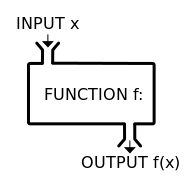 INPUT x
FUNCTION f:
OUTPUT f(x)